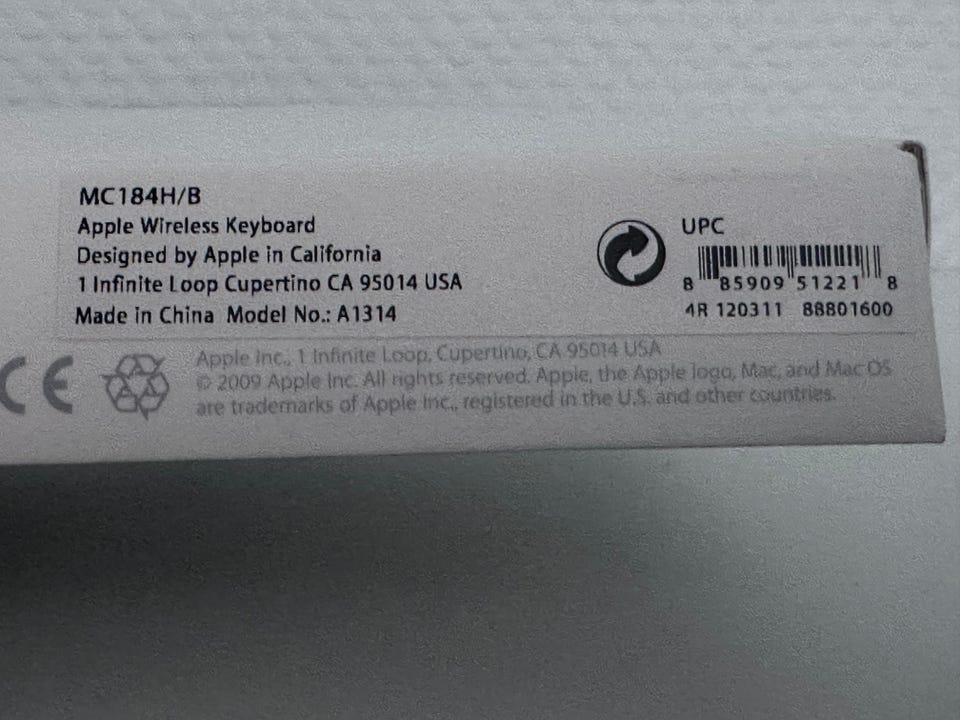 MC184H/B
Apple Wireless Keyboard
Designed by Apple in California
1 Infinite Loop Cupertino CA 95014 USA
Made in China Model No.: A1314
UPC
8 85909 51221 8
4R 120311 88801600
CE
Apple Inc., 1 Infinite Loop, Cupertino, CA 95014 USA
© 2009 Apple Inc. All rights reserved. Apple, the Apple logo, Mac, and Mac OS
are trademarks of Apple Inc., registered in the U.S. and other countries.